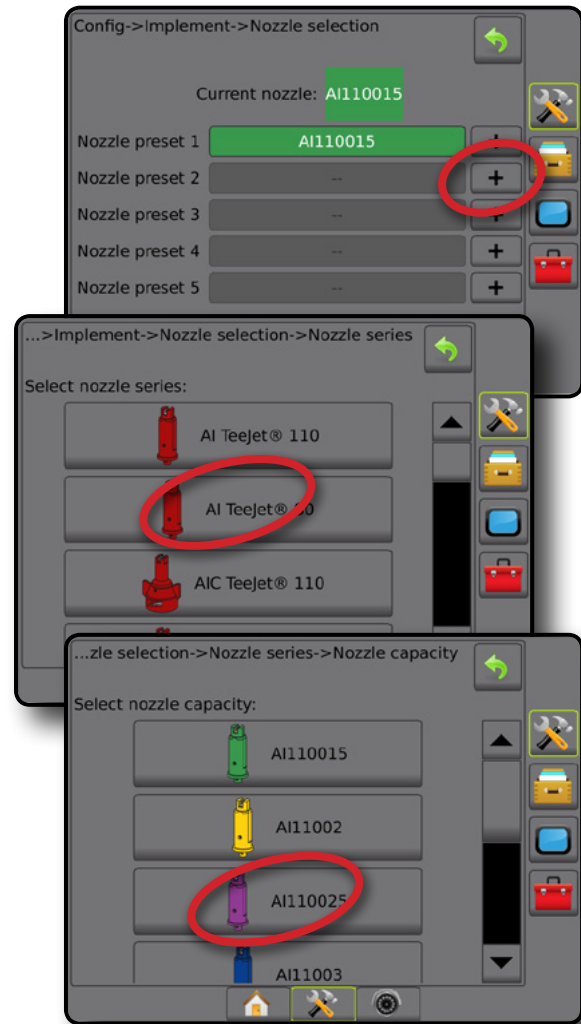 Config->Implement->Nozzle selection
Current nozzle: AI110015
Nozzle preset 1 AI110015 +
Nozzle preset 2 -- +
Nozzle preset 3 -- +
Nozzle preset 4 -- +
Nozzle preset 5 -- +
...>Implement->Nozzle selection->Nozzle series
Select nozzle series:
AI TeeJet® 110
AI TeeJet® 80
AIC TeeJet® 110
...zle selection->Nozzle series->Nozzle capacity
Select nozzle capacity:
AI110015
AI11002
AI110025
AI11003